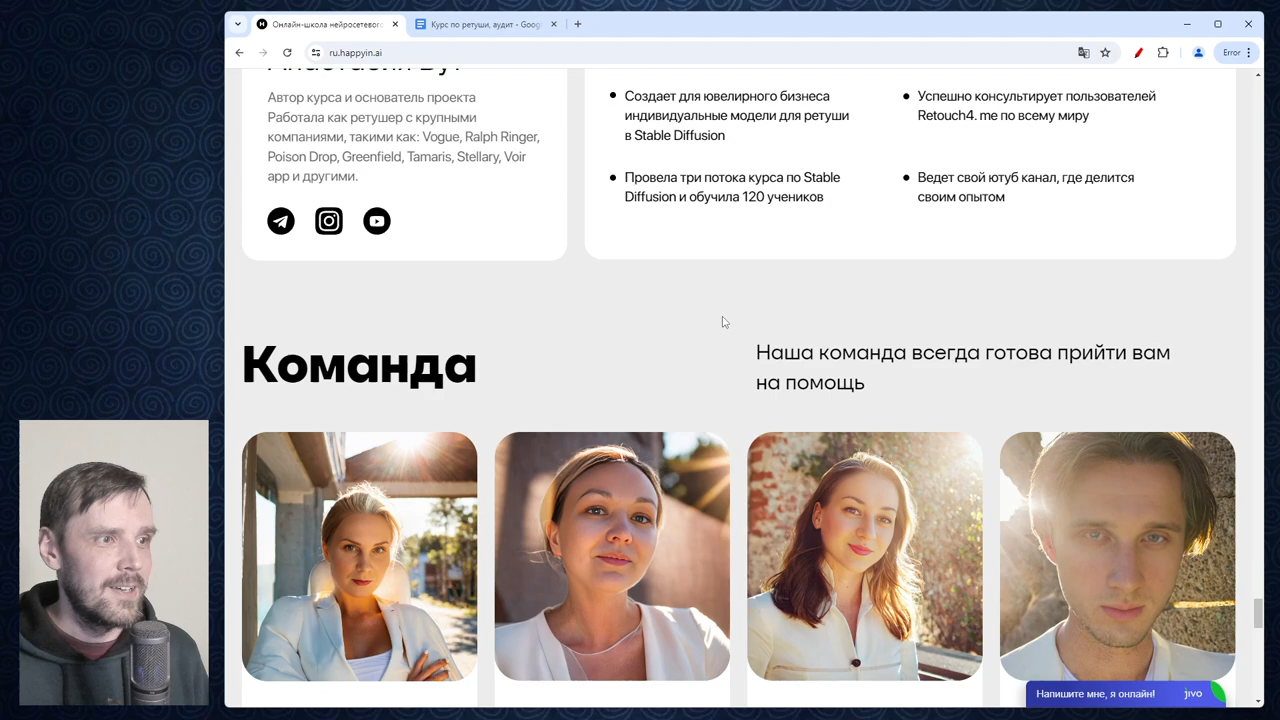 Онлайн-школа нейросетевого
Курс по ретуши, аудит - Goog
ru.happyin.ai
Error
Автор курса и основатель проекта
Работала как ретушер с крупными
компаниями, такими как: Vogue, Ralph Ringer,
Poison Drop, Greenfield, Tamaris, Stellary, Voir
app и другими.
Создает для ювелирного бизнеса
индивидуальные модели для ретуши
в Stable Diffusion
Успешно консультирует пользователей
Retouch4. me по всему миру
Провела три потока курса по Stable
Diffusion и обучила 120 учеников
Ведет свой ютуб канал, где делится
своим опытом
Команда
Наша команда всегда готова прийти вам
на помощь
Напишите мне, я онлайн!
jivo